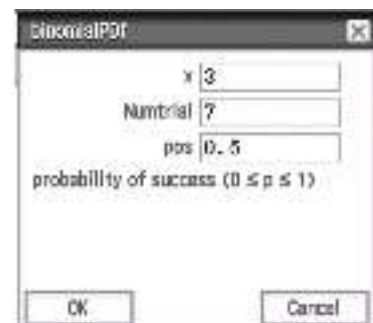 binomialPDf
x 3
Numtrial 7
pos 0.5
probability of success (0 ≤ p ≤ 1)
OK Cancel